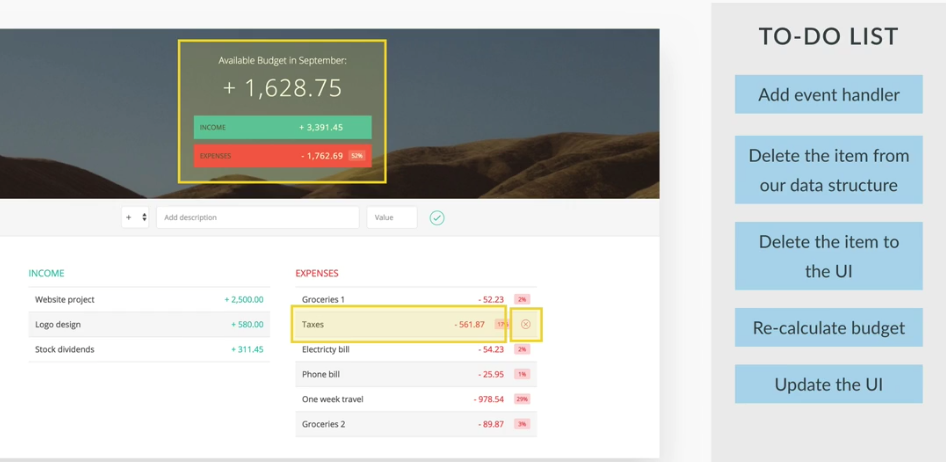 Available Budget in September:
+ 1,628.75
INCOME + 3,391.45
EXPENSES - 1,762.69 52%
+ Add description Value
INCOME
Website project + 2,500.00
Logo design + 580.00
Stock dividends + 311.45
EXPENSES
Groceries 1 - 52.23 2%
Taxes - 561.87 17%
Electricty bill - 54.23 2%
Phone bill - 25.95 1%
One week travel - 978.54 29%
Groceries 2 - 89.87 3%
TO-DO LIST
Add event handler
Delete the item from
our data structure
Delete the item to
the UI
Re-calculate budget
Update the UI